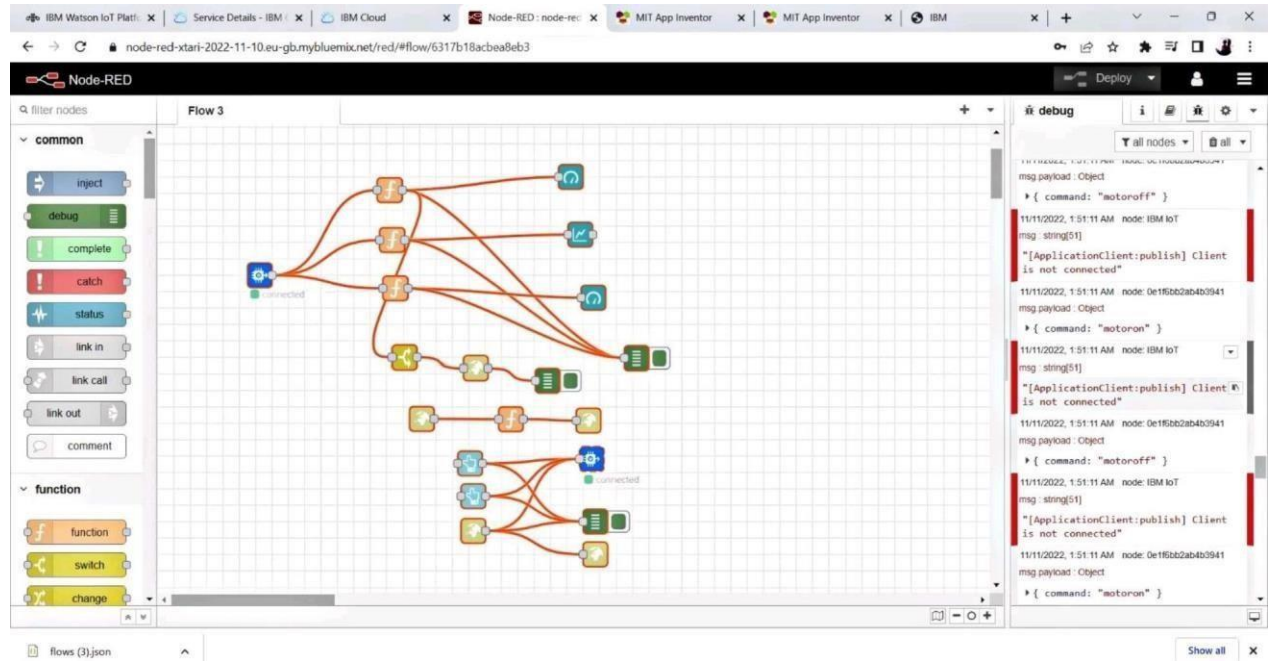 IBM Watson IoT Platf
Service Details - IBM
IBM Cloud
Node-RED : node-rec
MIT App Inventor
MIT App Inventor
IBM
node-red-xtari-2022-11-10.eu-gb.mybluemix.net/red/#flow/6317b18acbea8eb3
Node-RED
Deploy
filter nodes
Flow 3
debug
i
common
all nodes
all
inject
debug
complete
catch
status
link in
link call
link out
comment
function
f function
switch
change
connected
connected
msg.payload : Object
{ command: "motoroff" }
11/11/2022, 1:51:11 AM node: IBM IoT
msg : string[51]
"[ApplicationClient:publish] Client
is not connected"
11/11/2022, 1:51:11 AM node: 0e1f6bb2ab4b3941
msg.payload : Object
{ command: "motoron" }
11/11/2022, 1:51:11 AM node: IBM IoT
msg : string[51]
"[ApplicationClient:publish] Client
is not connected"
11/11/2022, 1:51:11 AM node: 0e1f6bb2ab4b3941
msg.payload : Object
{ command: "motoroff" }
11/11/2022, 1:51:11 AM node: IBM IoT
msg : string[51]
"[ApplicationClient:publish] Client
is not connected"
11/11/2022, 1:51:11 AM node: 0e1f6bb2ab4b3941
msg.payload : Object
{ command: "motoron" }
flows (3).json
Show all